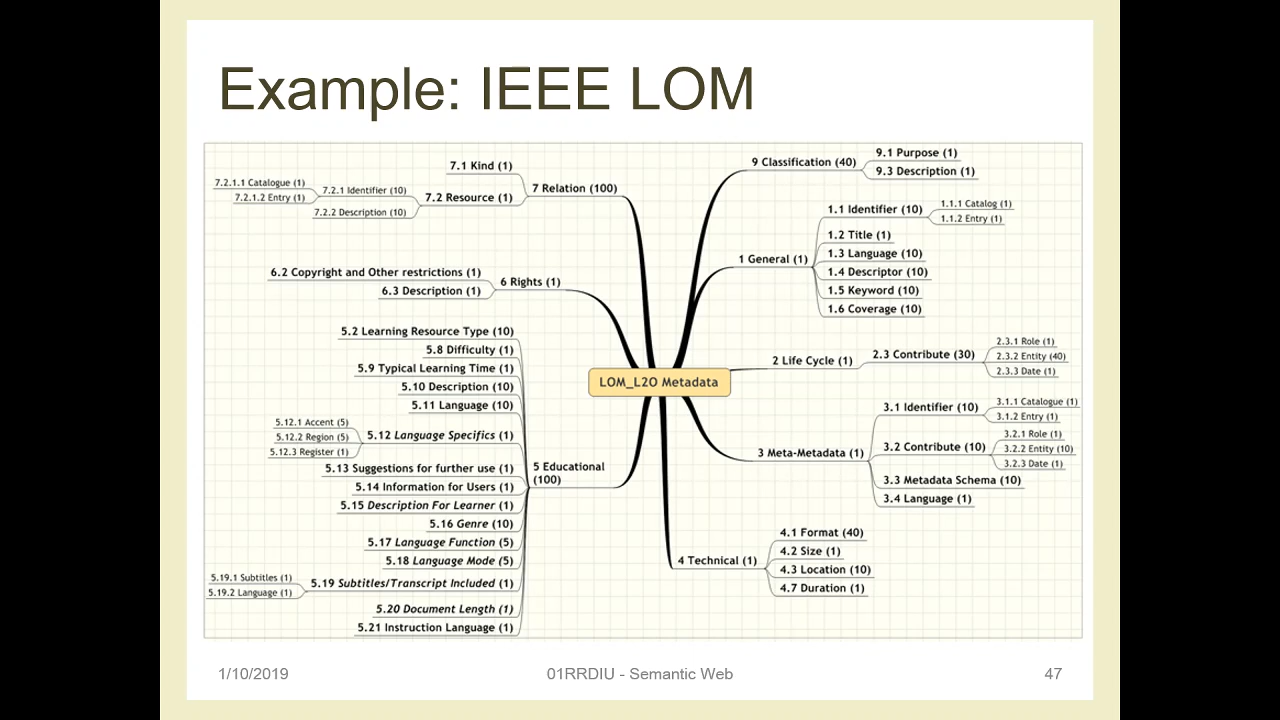 Example: IEEE LOM
7.1 Kind (1)
7 Relation (100)
7.2.1.1 Catalogue (1)
7.2.1 Identifier (10)
7.2.1.2 Entry (1)
7.2 Resource (1)
7.2.2 Description (10)
6.2 Copyright and Other restrictions (1)
6 Rights (1)
6.3 Description (1)
5.2 Learning Resource Type (10)
5.8 Difficulty (1)
5.9 Typical Learning Time (1)
5.10 Description (10)
5.11 Language (10)
5.12.1 Accent (5)
5.12.2 Region (5)
5.12 Language Specifics (1)
5.12.3 Register (1)
5.13 Suggestions for further use (1)
5 Educational
(100)
5.14 Information for Users (1)
5.15 Description For Learner (1)
5.16 Genre (10)
5.17 Language Function (5)
5.18 Language Mode (5)
5.19.1 Subtitles (1)
5.19 Subtitles/Transcript Included (1)
5.19.2 Language (1)
5.20 Document Length (1)
5.21 Instruction Language (1)
LOM_L2O Metadata
9 Classification (40)
9.1 Purpose (1)
9.3 Description (1)
1 General (1)
1.1 Identifier (10)
1.1.1 Catalog (1)
1.1.2 Entry (1)
1.2 Title (1)
1.3 Language (10)
1.4 Descriptor (10)
1.5 Keyword (10)
1.6 Coverage (10)
2 Life Cycle (1)
2.3 Contribute (30)
2.3.1 Role (1)
2.3.2 Entity (40)
2.3.3 Date (1)
3 Meta-Metadata (1)
3.1 Identifier (10)
3.1.1 Catalogue (1)
3.1.2 Entry (1)
3.2 Contribute (10)
3.2.1 Role (1)
3.2.2 Entity (10)
3.2.3 Date (1)
3.3 Metadata Schema (10)
3.4 Language (1)
4 Technical (1)
4.1 Format (40)
4.2 Size (1)
4.3 Location (10)
4.7 Duration (1)
1/10/2019
01RRDIU - Semantic Web
47